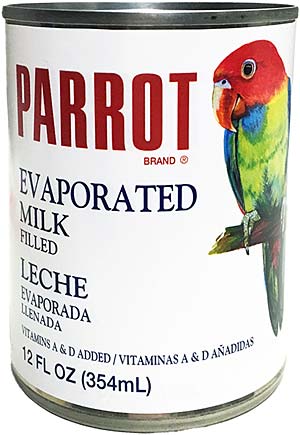 PARROT
BRAND ®
EVAPORATED
MILK
FILLED
LECHE
EVAPORADA
LLENADA
VITAMINS A & D ADDED / VITAMINAS A & D AÑADIDAS
12 FL OZ (354mL)